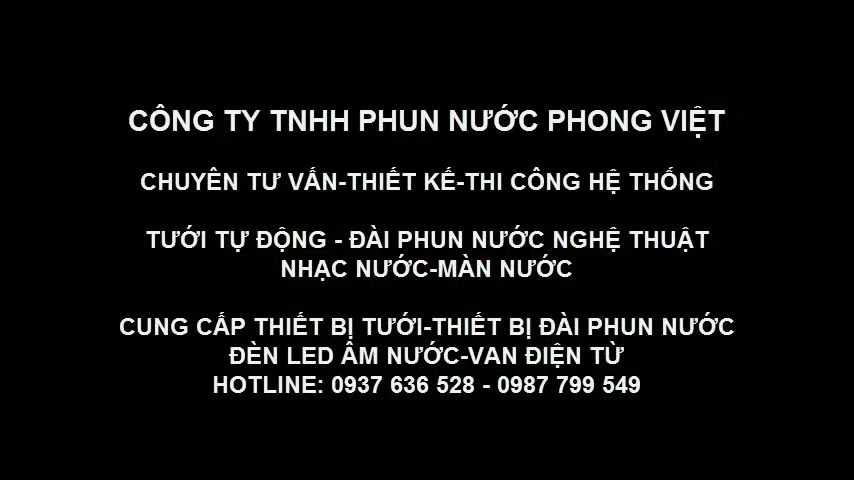 CÔNG TY TNHH PHUN NƯỚC PHONG VIỆT
CHUYÊN TƯ VẤN-THIẾT KẾ-THI CÔNG HỆ THỐNG
TƯỚI TỰ ĐỘNG - ĐÀI PHUN NƯỚC NGHỆ THUẬT
NHẠC NƯỚC-MÀN NƯỚC
CUNG CẤP THIẾT BỊ TƯỚI-THIẾT BỊ ĐÀI PHUN NƯỚC
ĐÈN LED ÂM NƯỚC-VAN ĐIỆN TỪ
HOTLINE: 0937 636 528 - 0987 799 549